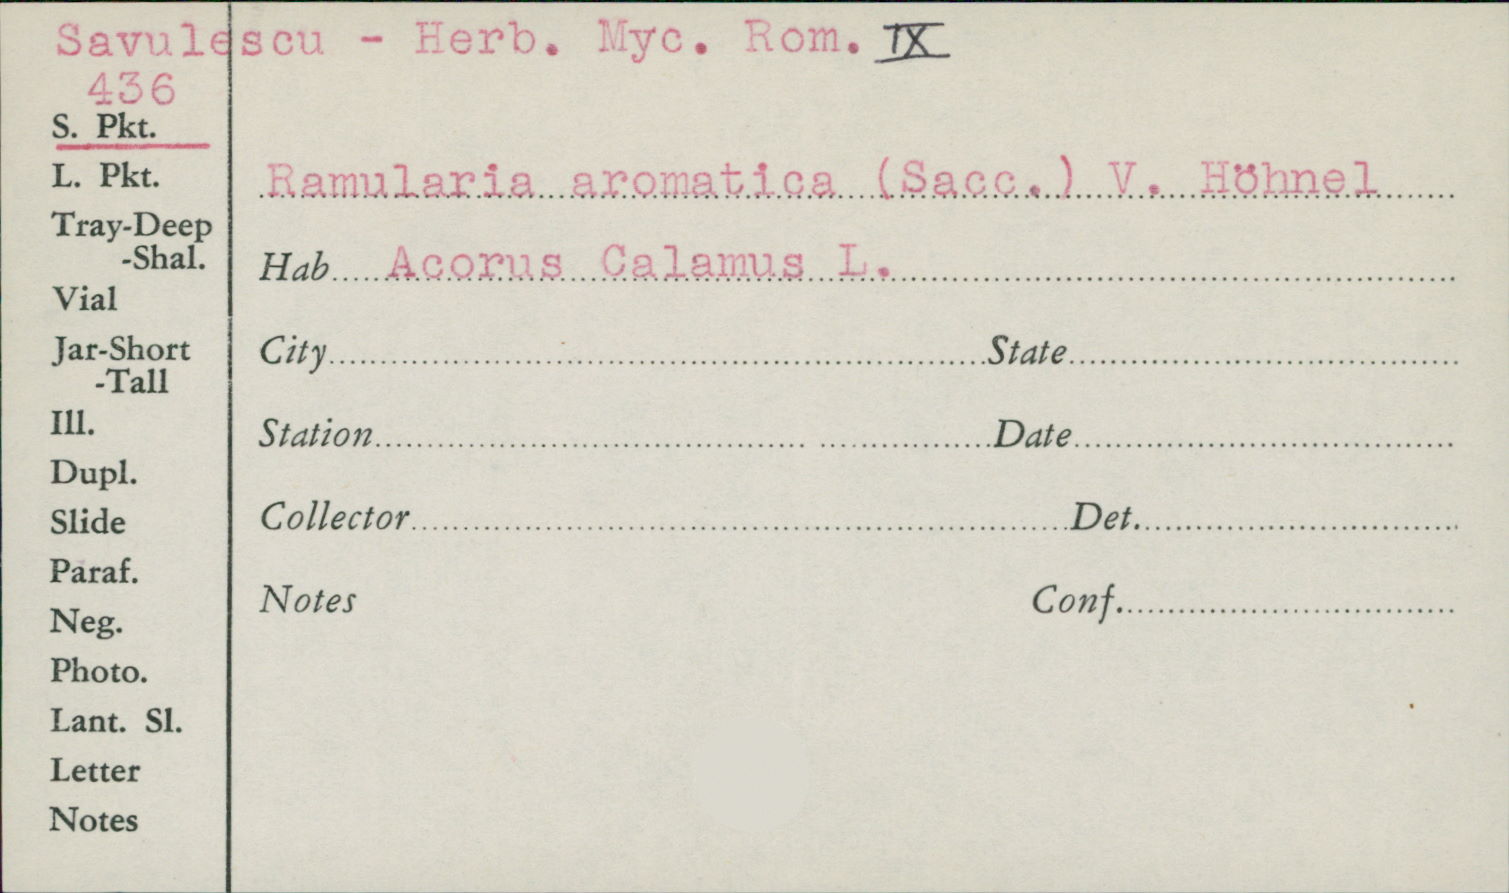 Savulescu - Herb. Myc. Rom. IX
436
S. Pkt.
L. Pkt.
Tray-Deep
-Shal.
Vial
Jar-Short
-Tall
Ill.
Dupl.
Slide
Paraf.
Neg.
Photo.
Lant. Sl.
Letter
Notes
Ramularia aromatica (Sacc.) V. Höhnel
Hab. Acorus Calamus L.
City State
Station Date
Collector Det.
Notes Conf.